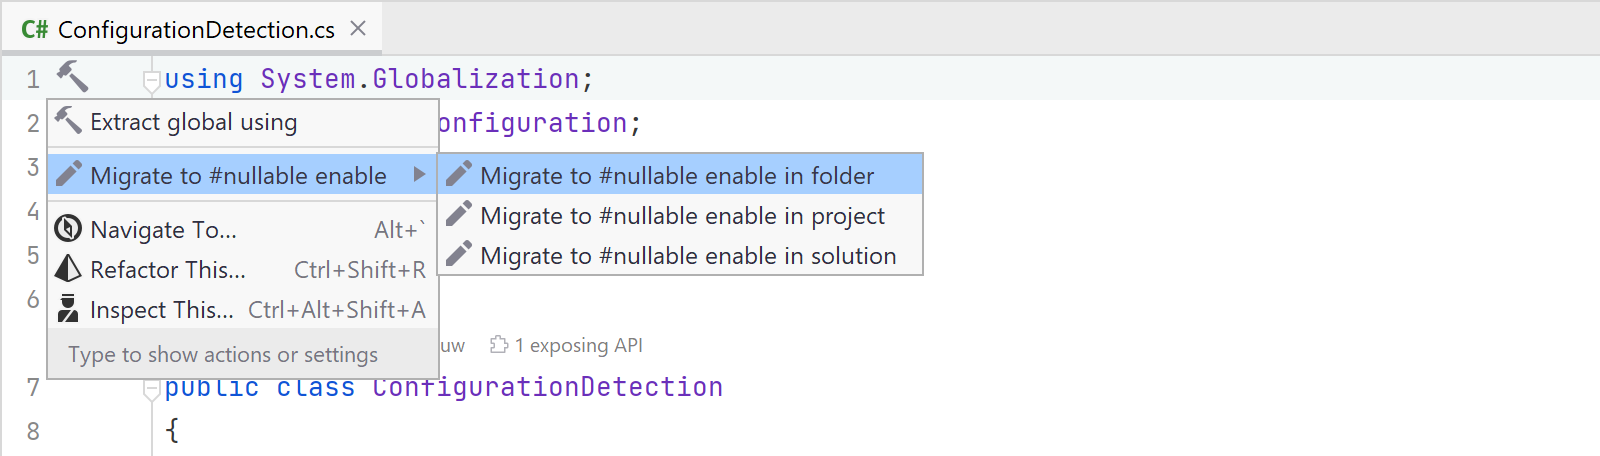 C# ConfigurationDetection.cs
1 using System.Globalization;
Extract global using
2 onfiguration;
3 Migrate to #nullable enable
Migrate to #nullable enable in folder
Migrate to #nullable enable in project
Migrate to #nullable enable in solution
4 Navigate To... Alt+`
5 Refactor This... Ctrl+Shift+R
6 Inspect This... Ctrl+Alt+Shift+A
Type to show actions or settings
uw 1 exposing API
7 public class ConfigurationDetection
8 {